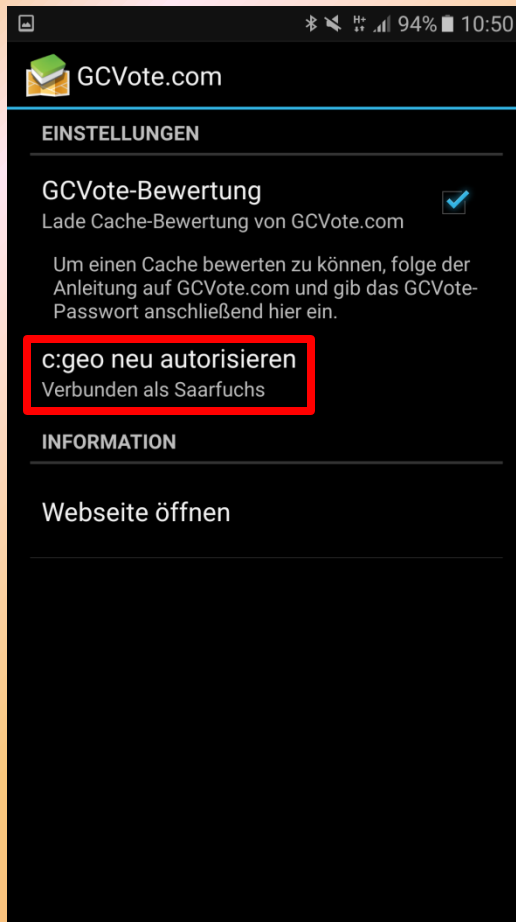 94% 10:50
GCVote.com
EINSTELLUNGEN
GCVote-Bewertung
Lade Cache-Bewertung von GCVote.com
Um einen Cache bewerten zu können, folge der
Anleitung auf GCVote.com und gib das GCVote-
Passwort anschließend hier ein.
c:geo neu autorisieren
Verbunden als Saarfuchs
INFORMATION
Webseite öffnen